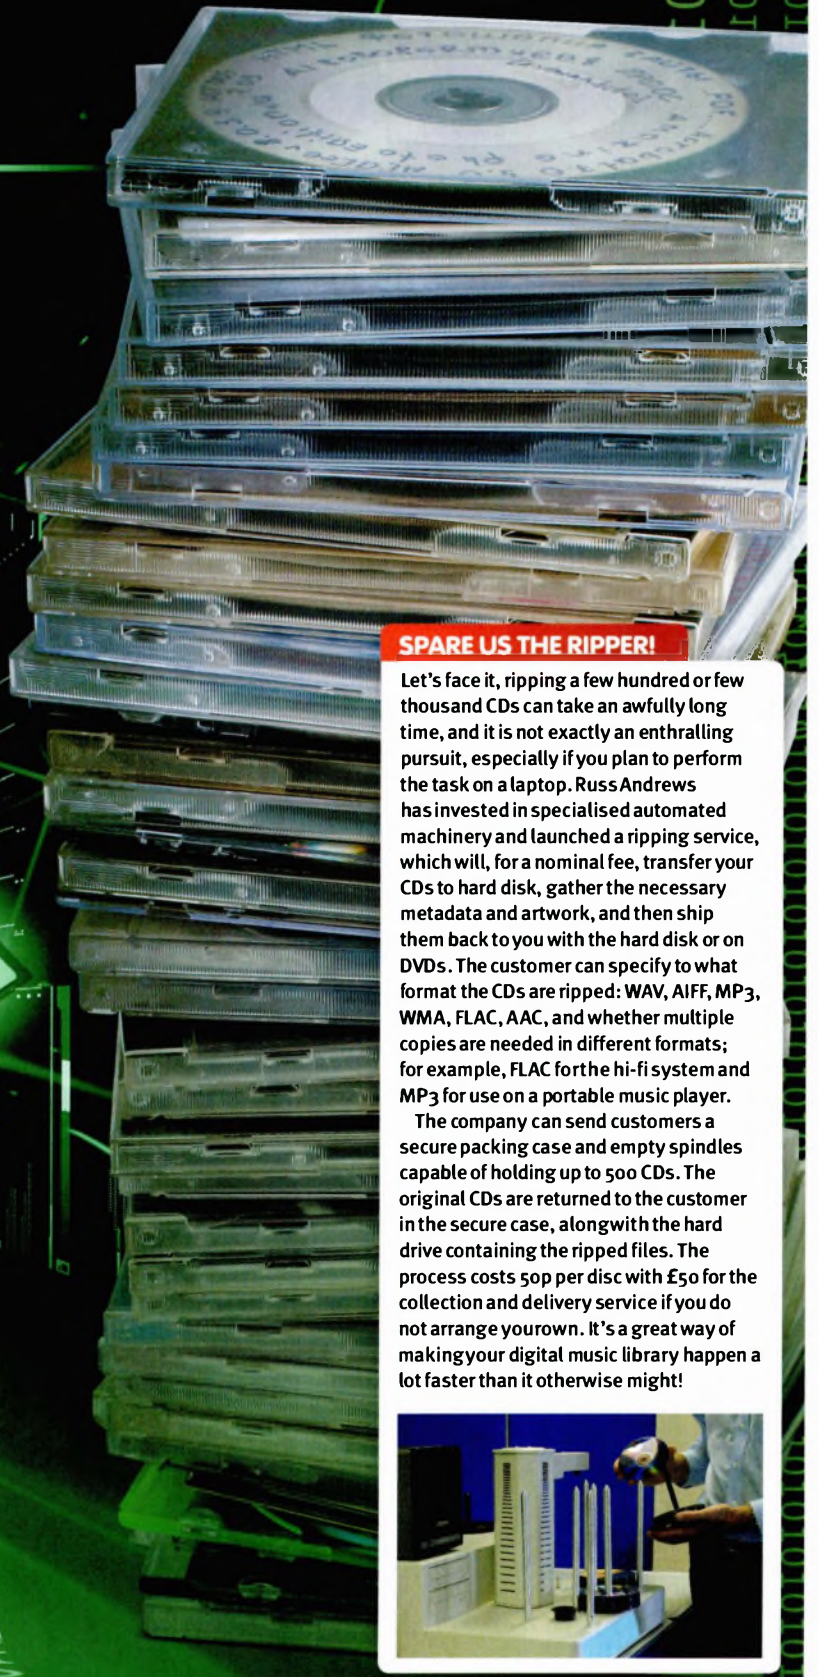 SPARE US THE RIPPER!
Let's face it, ripping a few hundred or few
thousand CDs can take an awfully long
time, and it is not exactly an enthralling
pursuit, especially if you plan to perform
the task on a laptop. Russ Andrews
has invested in specialised automated
machinery and launched a ripping service,
which will, for a nominal fee, transfer your
CDs to hard disk, gather the necessary
metadata and artwork, and then ship
them back to you with the hard disk or on
DVDs. The customer can specify to what
format the CDs are ripped: WAV, AIFF, MP3,
WMA, FLAC, AAC, and whether multiple
copies are needed in different formats;
for example, FLAC for the hi-fi system and
MP3 for use on a portable music player.
The company can send customers a
secure packing case and empty spindles
capable of holding up to 500 CDs. The
original CDs are returned to the customer
in the secure case, along with the hard
drive containing the ripped files. The
process costs 50p per disc with £50 for the
collection and delivery service if you do
not arrange your own. It's a great way of
making your digital music library happen a
lot faster than it otherwise might!